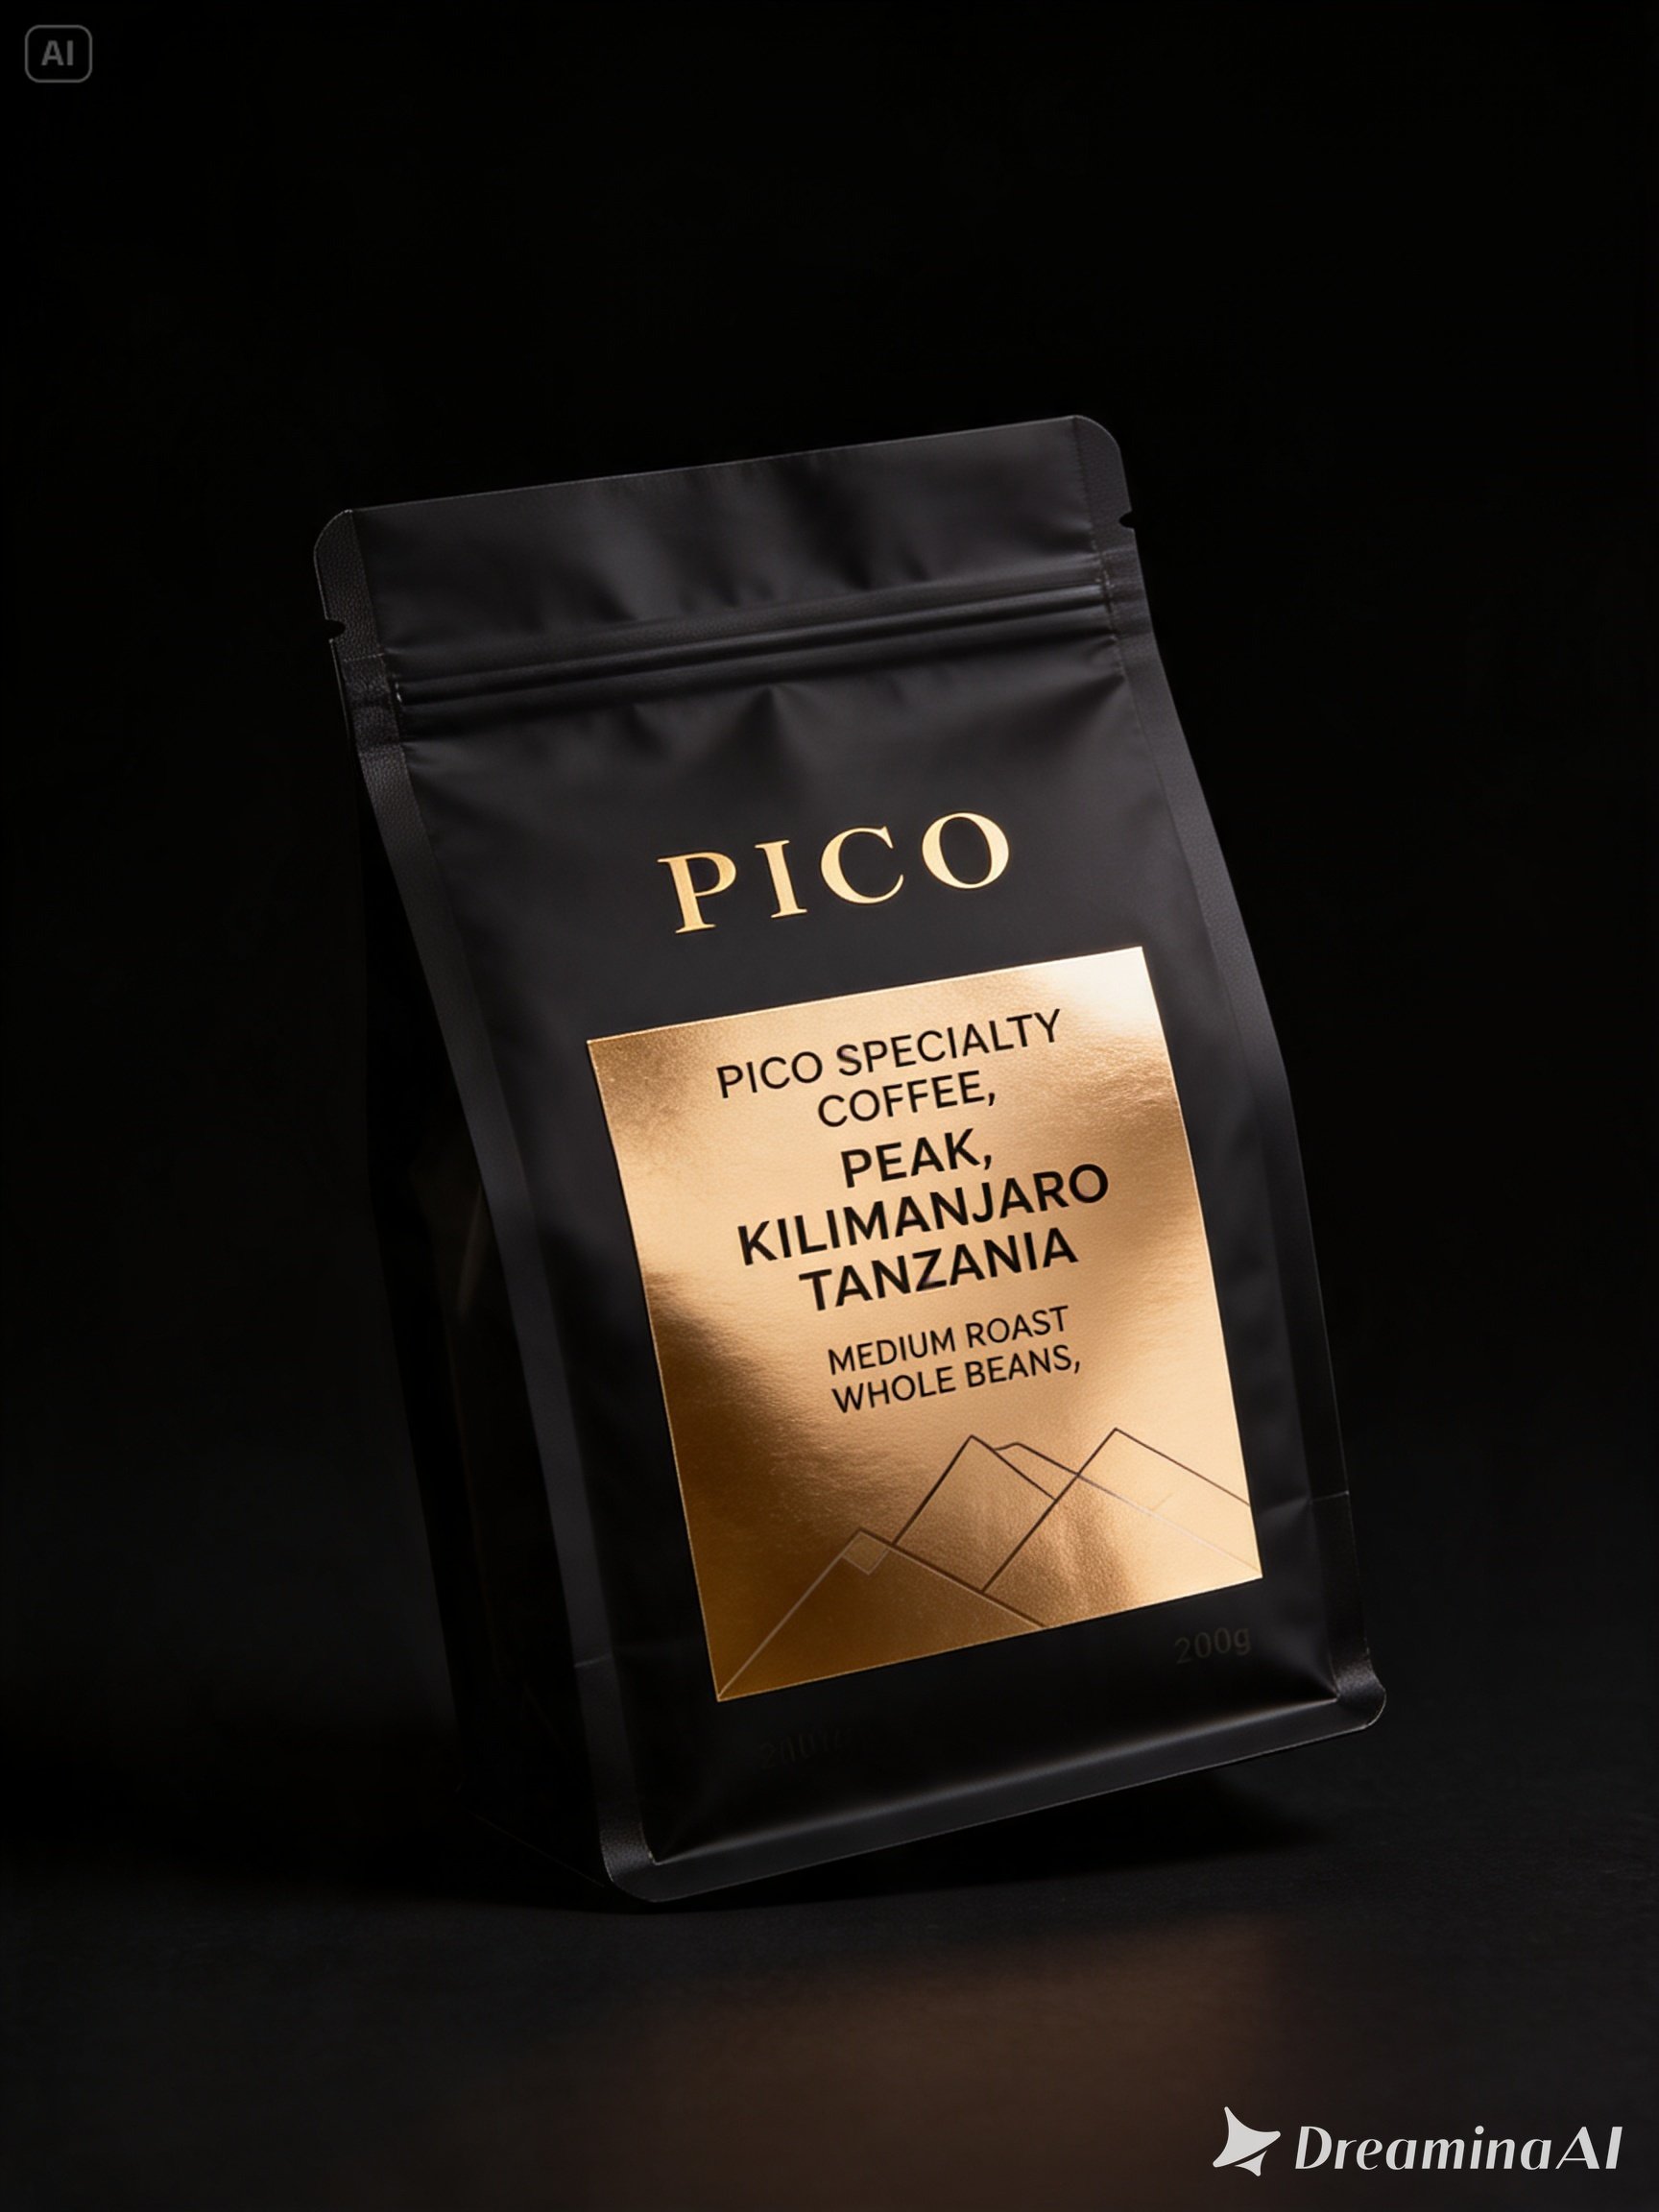 AI
PICO
PICO SPECIALTY
COFFEE,
PEAK,
KILIMANJARO
TANZANIA
MEDIUM ROAST
WHOLE BEANS,
200g
DreaminaAI